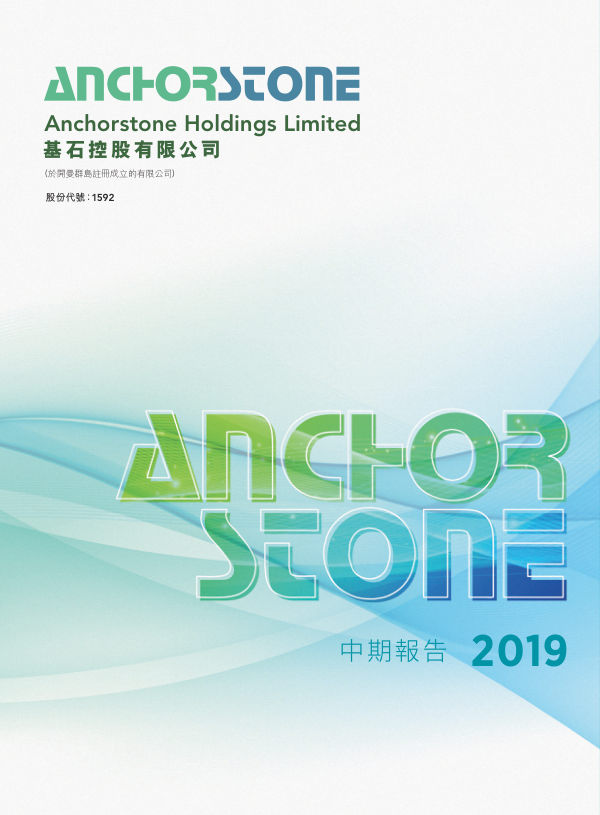 ANCHORSTONE
Anchorstone Holdings Limited
基石控股有限公司
(於開曼群島註冊成立的有限公司)
股份代號：1592
ANCHOR
STONE
中期報告 2019